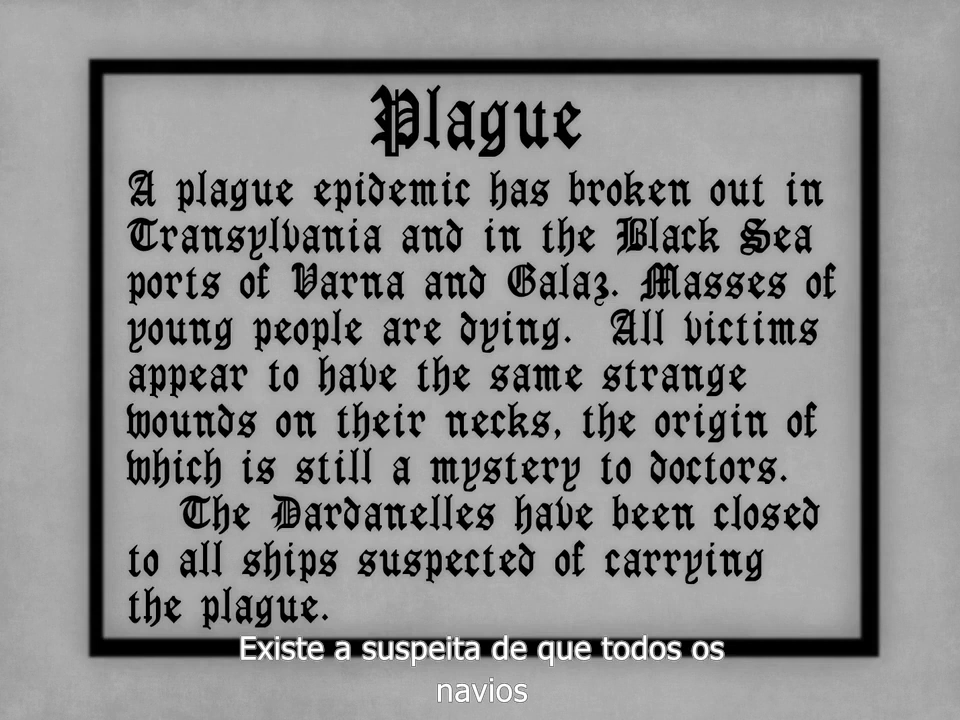 Plague
A plague epidemic has broken out in
Transylvania and in the Black Sea
ports of Varna and Galaz. Masses of
young people are dying. All victims
appear to have the same strange
wounds on their necks, the origin of
which is still a mystery to doctors.
The Dardanelles have been closed
to all ships suspected of carrying
the plague.
Existe a suspeita de que todos os
navios